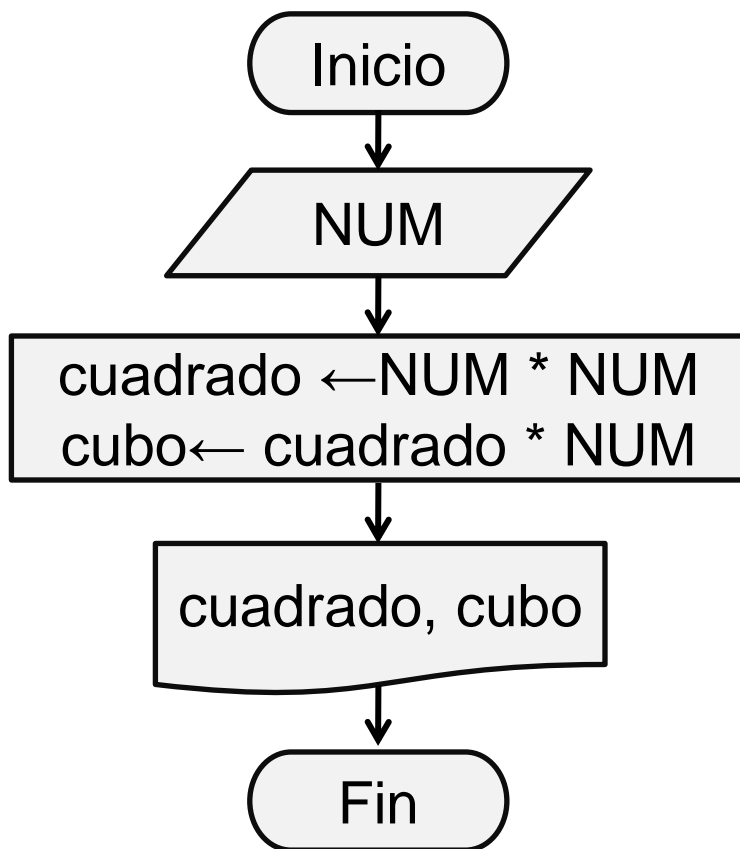 Inicio
NUM
cuadrado ←NUM * NUM
cubo← cuadrado * NUM
cuadrado, cubo
Fin